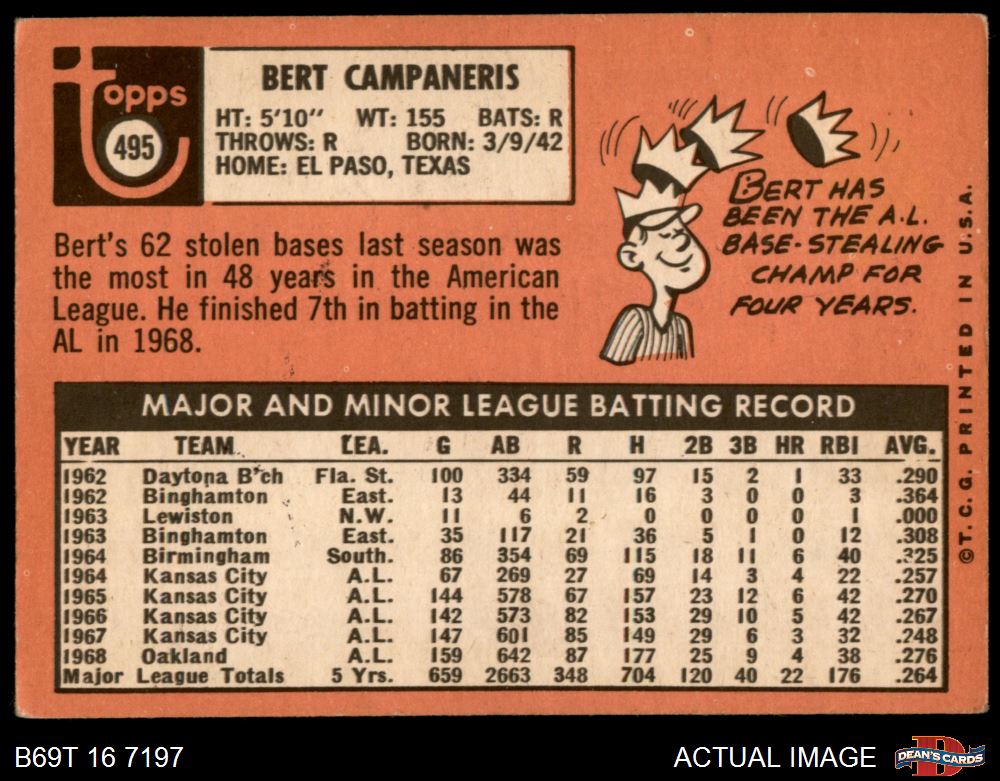 Topps
495
BERT CAMPANERIS
HT: 5'10" WT: 155 BATS: R
THROWS: R BORN: 3/9/42
HOME: EL PASO, TEXAS
Bert's 62 stolen bases last season was
the most in 48 years in the American
League. He finished 7th in batting in the
AL in 1968.
BERT HAS
BEEN THE A.L.
BASE-STEALING
CHAMP FOR
FOUR YEARS.
©T.C.G. PRINTED IN U.S.A.
MAJOR AND MINOR LEAGUE BATTING RECORD
YEAR TEAM LEA. G AB R H 2B 3B HR RBI AVG.
1962 Daytona B'ch Fla. St. 100 334 59 97 15 2 1 33 .290
1962 Binghamton East. 13 44 11 16 3 0 0 3 .364
1963 Lewiston N.W. 11 6 2 0 0 0 0 1 .000
1963 Binghamton East. 35 117 21 36 5 1 0 12 .308
1964 Birmingham South. 86 354 69 115 18 11 6 40 .325
1964 Kansas City A.L. 67 269 27 69 14 3 4 22 .257
1965 Kansas City A.L. 144 578 67 157 23 12 6 42 .270
1966 Kansas City A.L. 142 573 82 153 29 10 5 42 .267
1967 Kansas City A.L. 147 601 85 149 29 6 3 32 .248
1968 Oakland A.L. 159 642 87 177 25 9 4 38 .276
Major League Totals 5 Yrs. 659 2663 348 704 120 40 22 176 .264
B69T 16 7197
ACTUAL IMAGE
DEAN'S CARDS